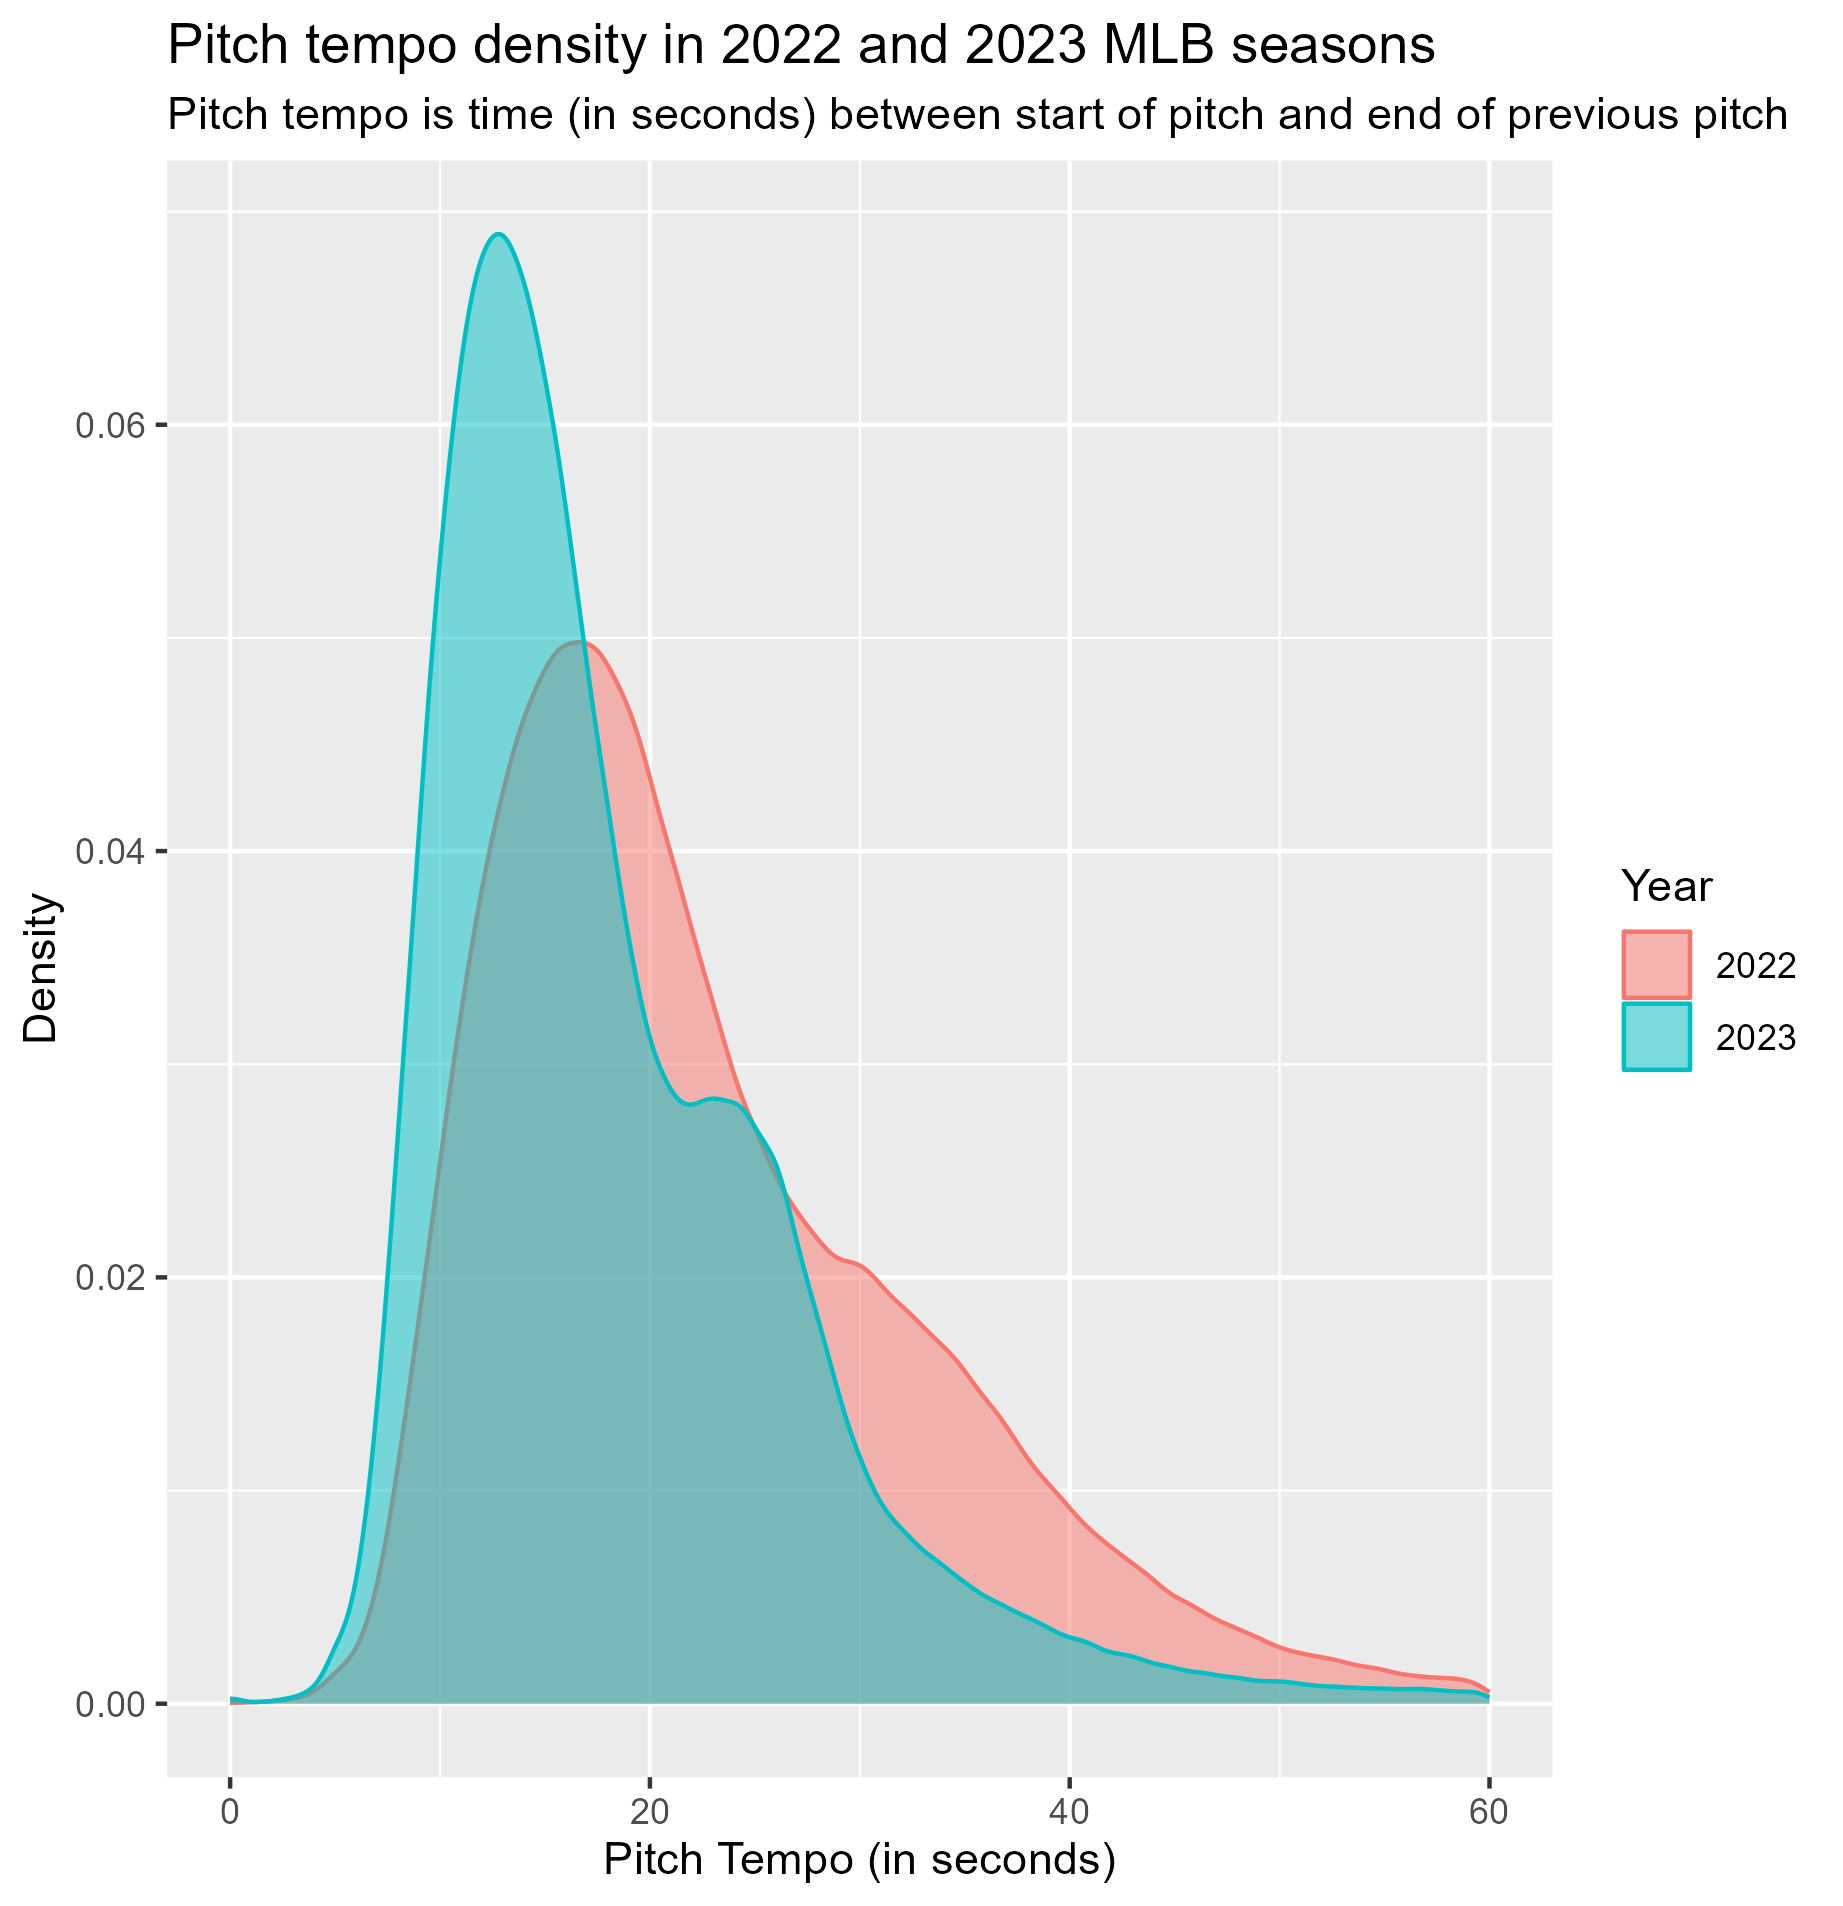 Pitch tempo density in 2022 and 2023 MLB seasons
Pitch tempo is time (in seconds) between start of pitch and end of previous pitch
0.06
0.04
0.02
0.00
Density
0
20
40
60
Pitch Tempo (in seconds)
Year
2022
2023